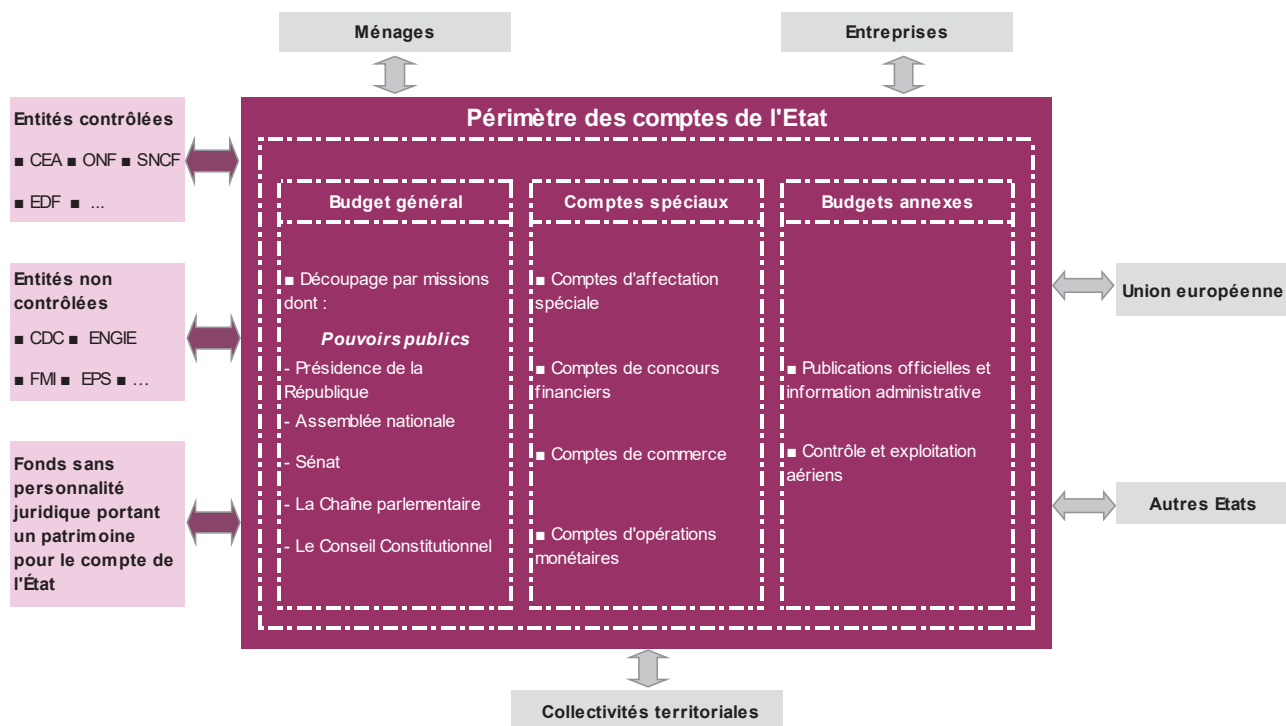 Ménages
Entreprises
Périmètre des comptes de l'Etat
Entités contrôlées
■ CEA ■ ONF ■ SNCF
■ EDF ■ ...
Entités non
contrôlées
■ CDC ■ ENGIE
■ FMI ■ EPS ■ …
Fonds sans
personnalité
juridique portant
un patrimoine
pour le compte de
l'État
Budget général
■ Découpage par missions
dont :
Pouvoirs publics
- Présidence de la
République
- Assemblée nationale
- Sénat
- La Chaîne parlementaire
- Le Conseil Constitutionnel
Comptes spéciaux
■ Comptes d'affectation
spéciale
■ Comptes de concours
financiers
■ Comptes de commerce
■ Comptes d'opérations
monétaires
Budgets annexes
■ Publications officielles et
information administrative
■ Contrôle et exploitation
aériens
Union européenne
Autres Etats
Collectivités territoriales